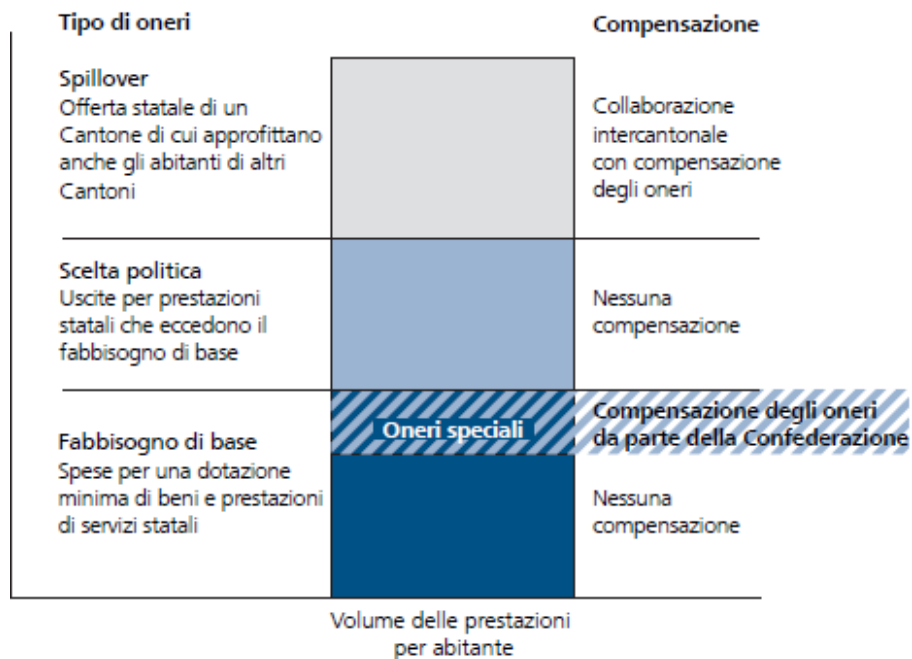 Tipo di oneri
Compensazione
Spillover
Offerta statale di un
Cantone di cui approfittano
anche gli abitanti di altri
Cantoni
Collaborazione
intercantonale
con compensazione
degli oneri
Scelta politica
Uscite per prestazioni
statali che eccedono il
fabbisogno di base
Nessuna
compensazione
Oneri speciali
Compensazione degli oneri
da parte della Confederazione
Fabbisogno di base
Spese per una dotazione
minima di beni e prestazioni
di servizi statali
Nessuna
compensazione
Volume delle prestazioni
per abitante